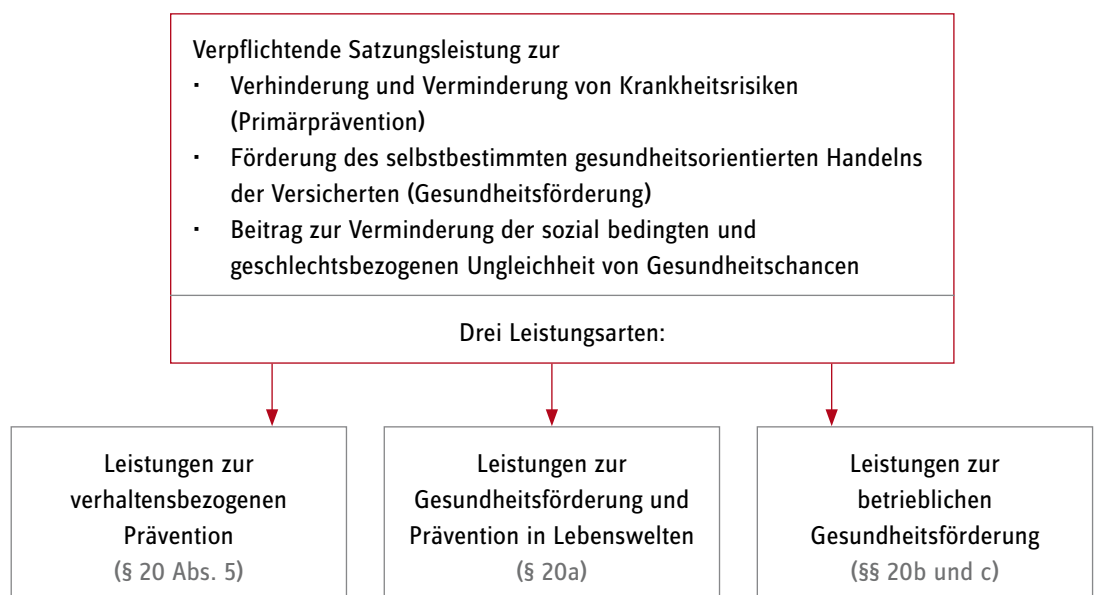 Verpflichtende Satzungsleistung zur
· Verhinderung und Verminderung von Krankheitsrisiken
(Primärprävention)
· Förderung des selbstbestimmten gesundheitsorientierten Handelns
der Versicherten (Gesundheitsförderung)
· Beitrag zur Verminderung der sozial bedingten und
geschlechtsbezogenen Ungleichheit von Gesundheitschancen
Drei Leistungsarten:
Leistungen zur
verhaltensbezogenen
Prävention
(§ 20 Abs. 5)
Leistungen zur
Gesundheitsförderung und
Prävention in Lebenswelten
(§ 20a)
Leistungen zur
betrieblichen
Gesundheitsförderung
(§§ 20b und c)